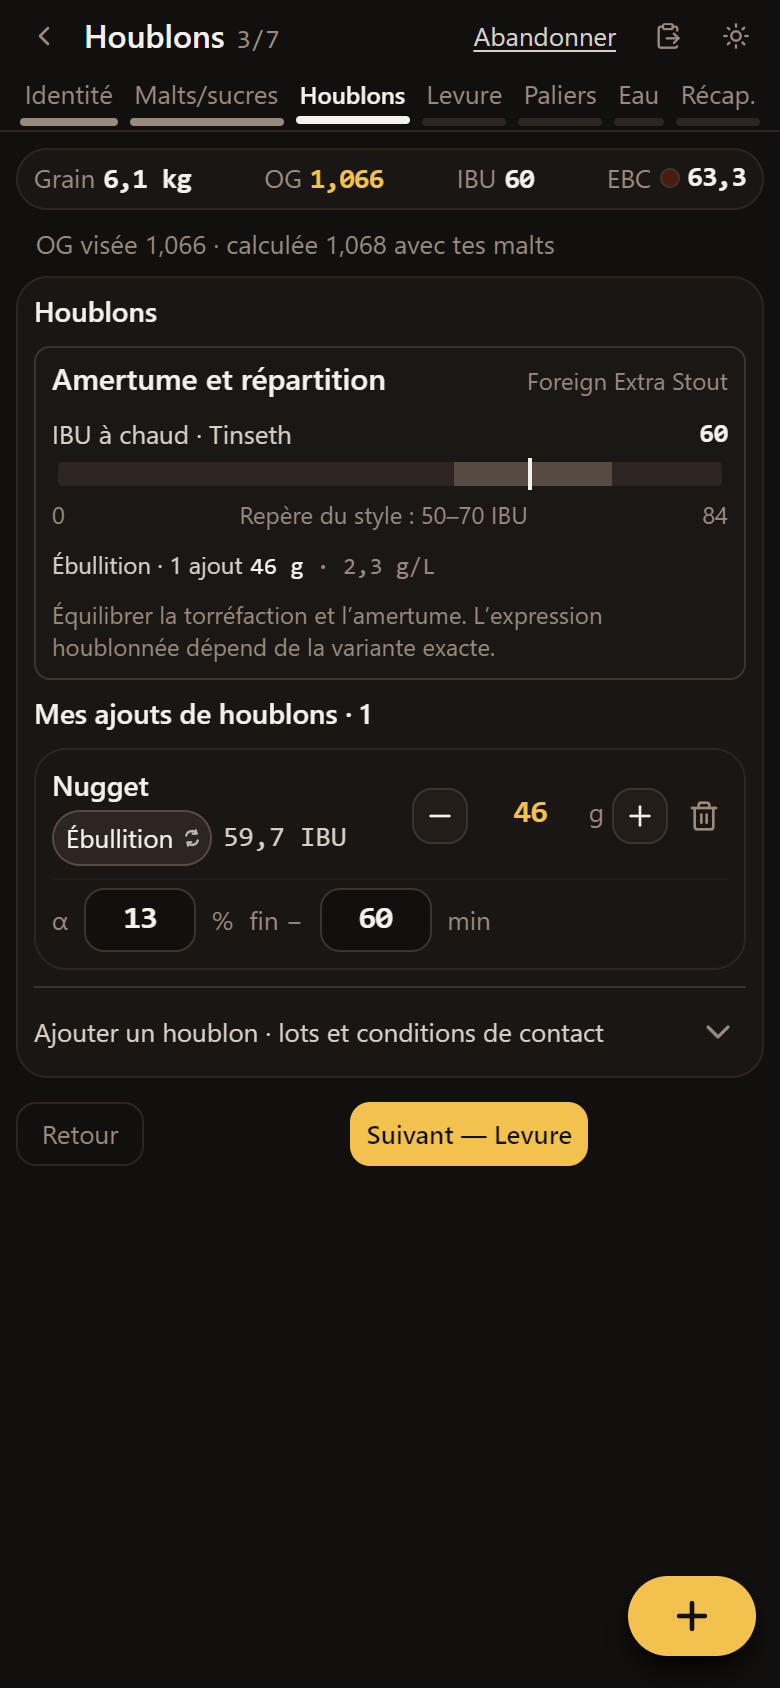 Houblons 3/7 Abandonner
Identité Malts/sucres Houblons Levure Paliers Eau Récap.
Grain 6,1 kg OG 1,066 IBU 60 EBC 63,3
OG visée 1,066 · calculée 1,068 avec tes malts
Houblons
Amertume et répartition Foreign Extra Stout
IBU à chaud · Tinseth 60
0 Repère du style : 50–70 IBU 84
Ébullition · 1 ajout 46 g · 2,3 g/L
Équilibrer la torréfaction et l’amertume. L’expression
houblonnée dépend de la variante exacte.
Mes ajouts de houblons · 1
Nugget
Ébullition 59,7 IBU − 46 g +
α 13 % fin − 60 min
Ajouter un houblon · lots et conditions de contact
Retour Suivant — Levure
+